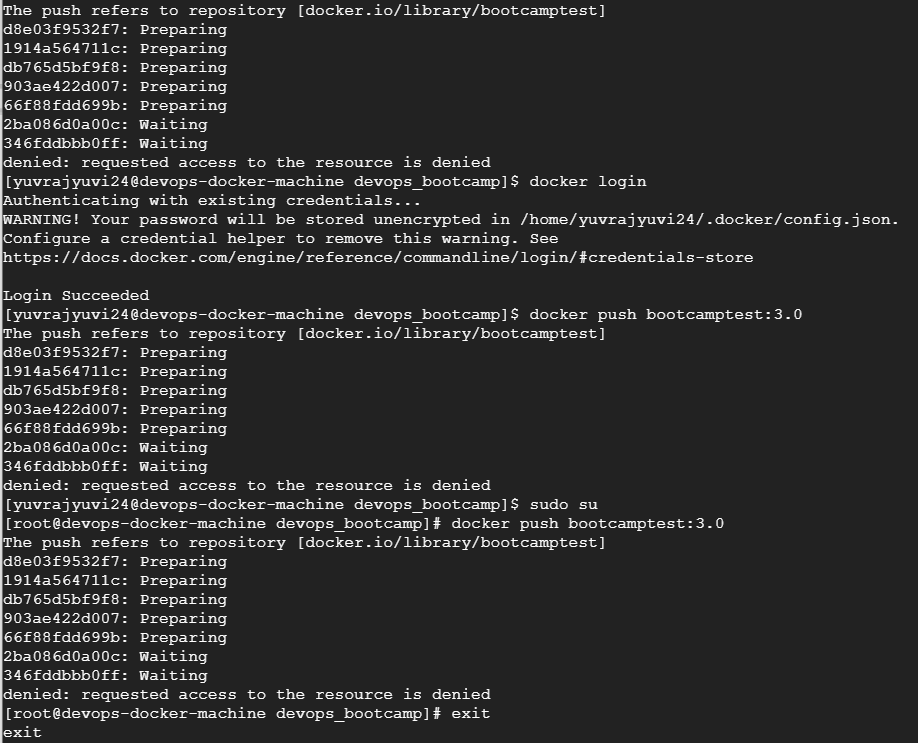 The push refers to repository [docker.io/library/bootcamptest]
d8e03f9532f7: Preparing
1914a564711c: Preparing
db765d5bf9f8: Preparing
903ae422d007: Preparing
66f88fdd699b: Preparing
2ba086d0a00c: Waiting
346fddbbb0ff: Waiting
denied: requested access to the resource is denied
[yuvrajyuvi24@devops-docker-machine devops_bootcamp]$ docker login
Authenticating with existing credentials...
WARNING! Your password will be stored unencrypted in /home/yuvrajyuvi24/.docker/config.json.
Configure a credential helper to remove this warning. See
https://docs.docker.com/engine/reference/commandline/login/#credentials-store
Login Succeeded
[yuvrajyuvi24@devops-docker-machine devops_bootcamp]$ docker push bootcamptest:3.0
The push refers to repository [docker.io/library/bootcamptest]
d8e03f9532f7: Preparing
1914a564711c: Preparing
db765d5bf9f8: Preparing
903ae422d007: Preparing
66f88fdd699b: Preparing
2ba086d0a00c: Waiting
346fddbbb0ff: Waiting
denied: requested access to the resource is denied
[yuvrajyuvi24@devops-docker-machine devops_bootcamp]$ sudo su
[root@devops-docker-machine devops_bootcamp]# docker push bootcamptest:3.0
The push refers to repository [docker.io/library/bootcamptest]
d8e03f9532f7: Preparing
1914a564711c: Preparing
db765d5bf9f8: Preparing
903ae422d007: Preparing
66f88fdd699b: Preparing
2ba086d0a00c: Waiting
346fddbbb0ff: Waiting
denied: requested access to the resource is denied
[root@devops-docker-machine devops_bootcamp]# exit
exit